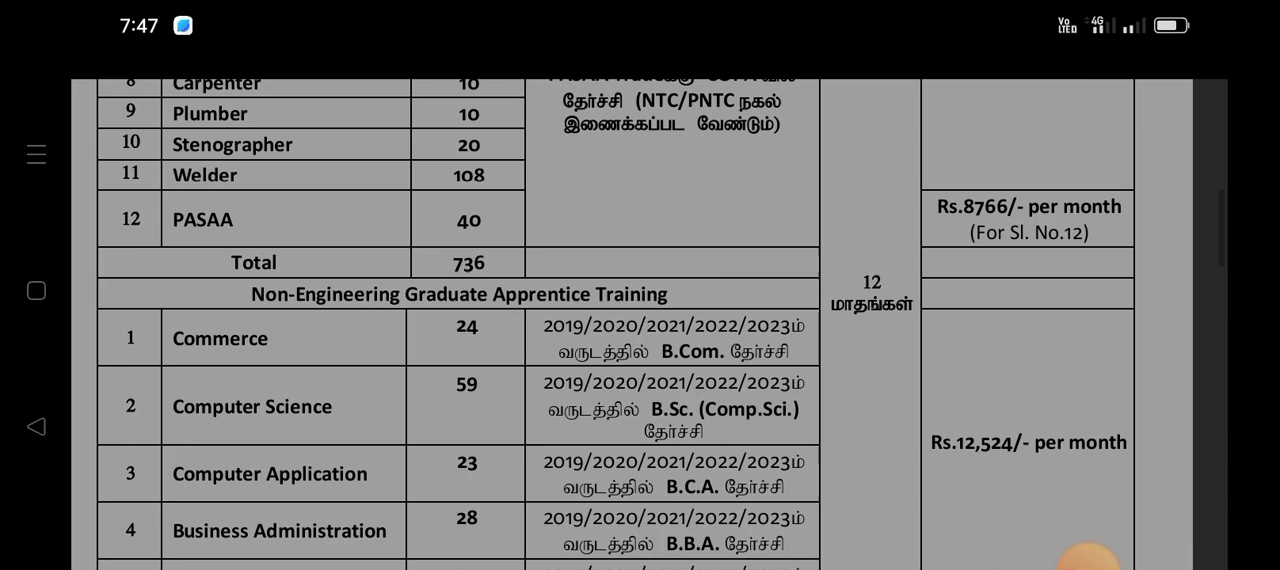 7:47
Vo LTED 4G
8 Carpenter 10
தேர்ச்சி (NTC/PNTC நகல்
9 Plumber 10
இணைக்கப்பட வேண்டும்)
10 Stenographer 20
11 Welder 108
12 PASAA 40
Rs.8766/- per month
(For Sl. No.12)
Total 736
12
மாதங்கள்
Non-Engineering Graduate Apprentice Training
1 Commerce 24
2019/2020/2021/2022/2023ம்
வருடத்தில் B.Com. தேர்ச்சி
2 Computer Science 59
2019/2020/2021/2022/2023ம்
வருடத்தில் B.Sc. (Comp.Sci.)
தேர்ச்சி
Rs.12,524/- per month
3 Computer Application 23
2019/2020/2021/2022/2023ம்
வருடத்தில் B.C.A. தேர்ச்சி
4 Business Administration 28
2019/2020/2021/2022/2023ம்
வருடத்தில் B.B.A. தேர்ச்சி